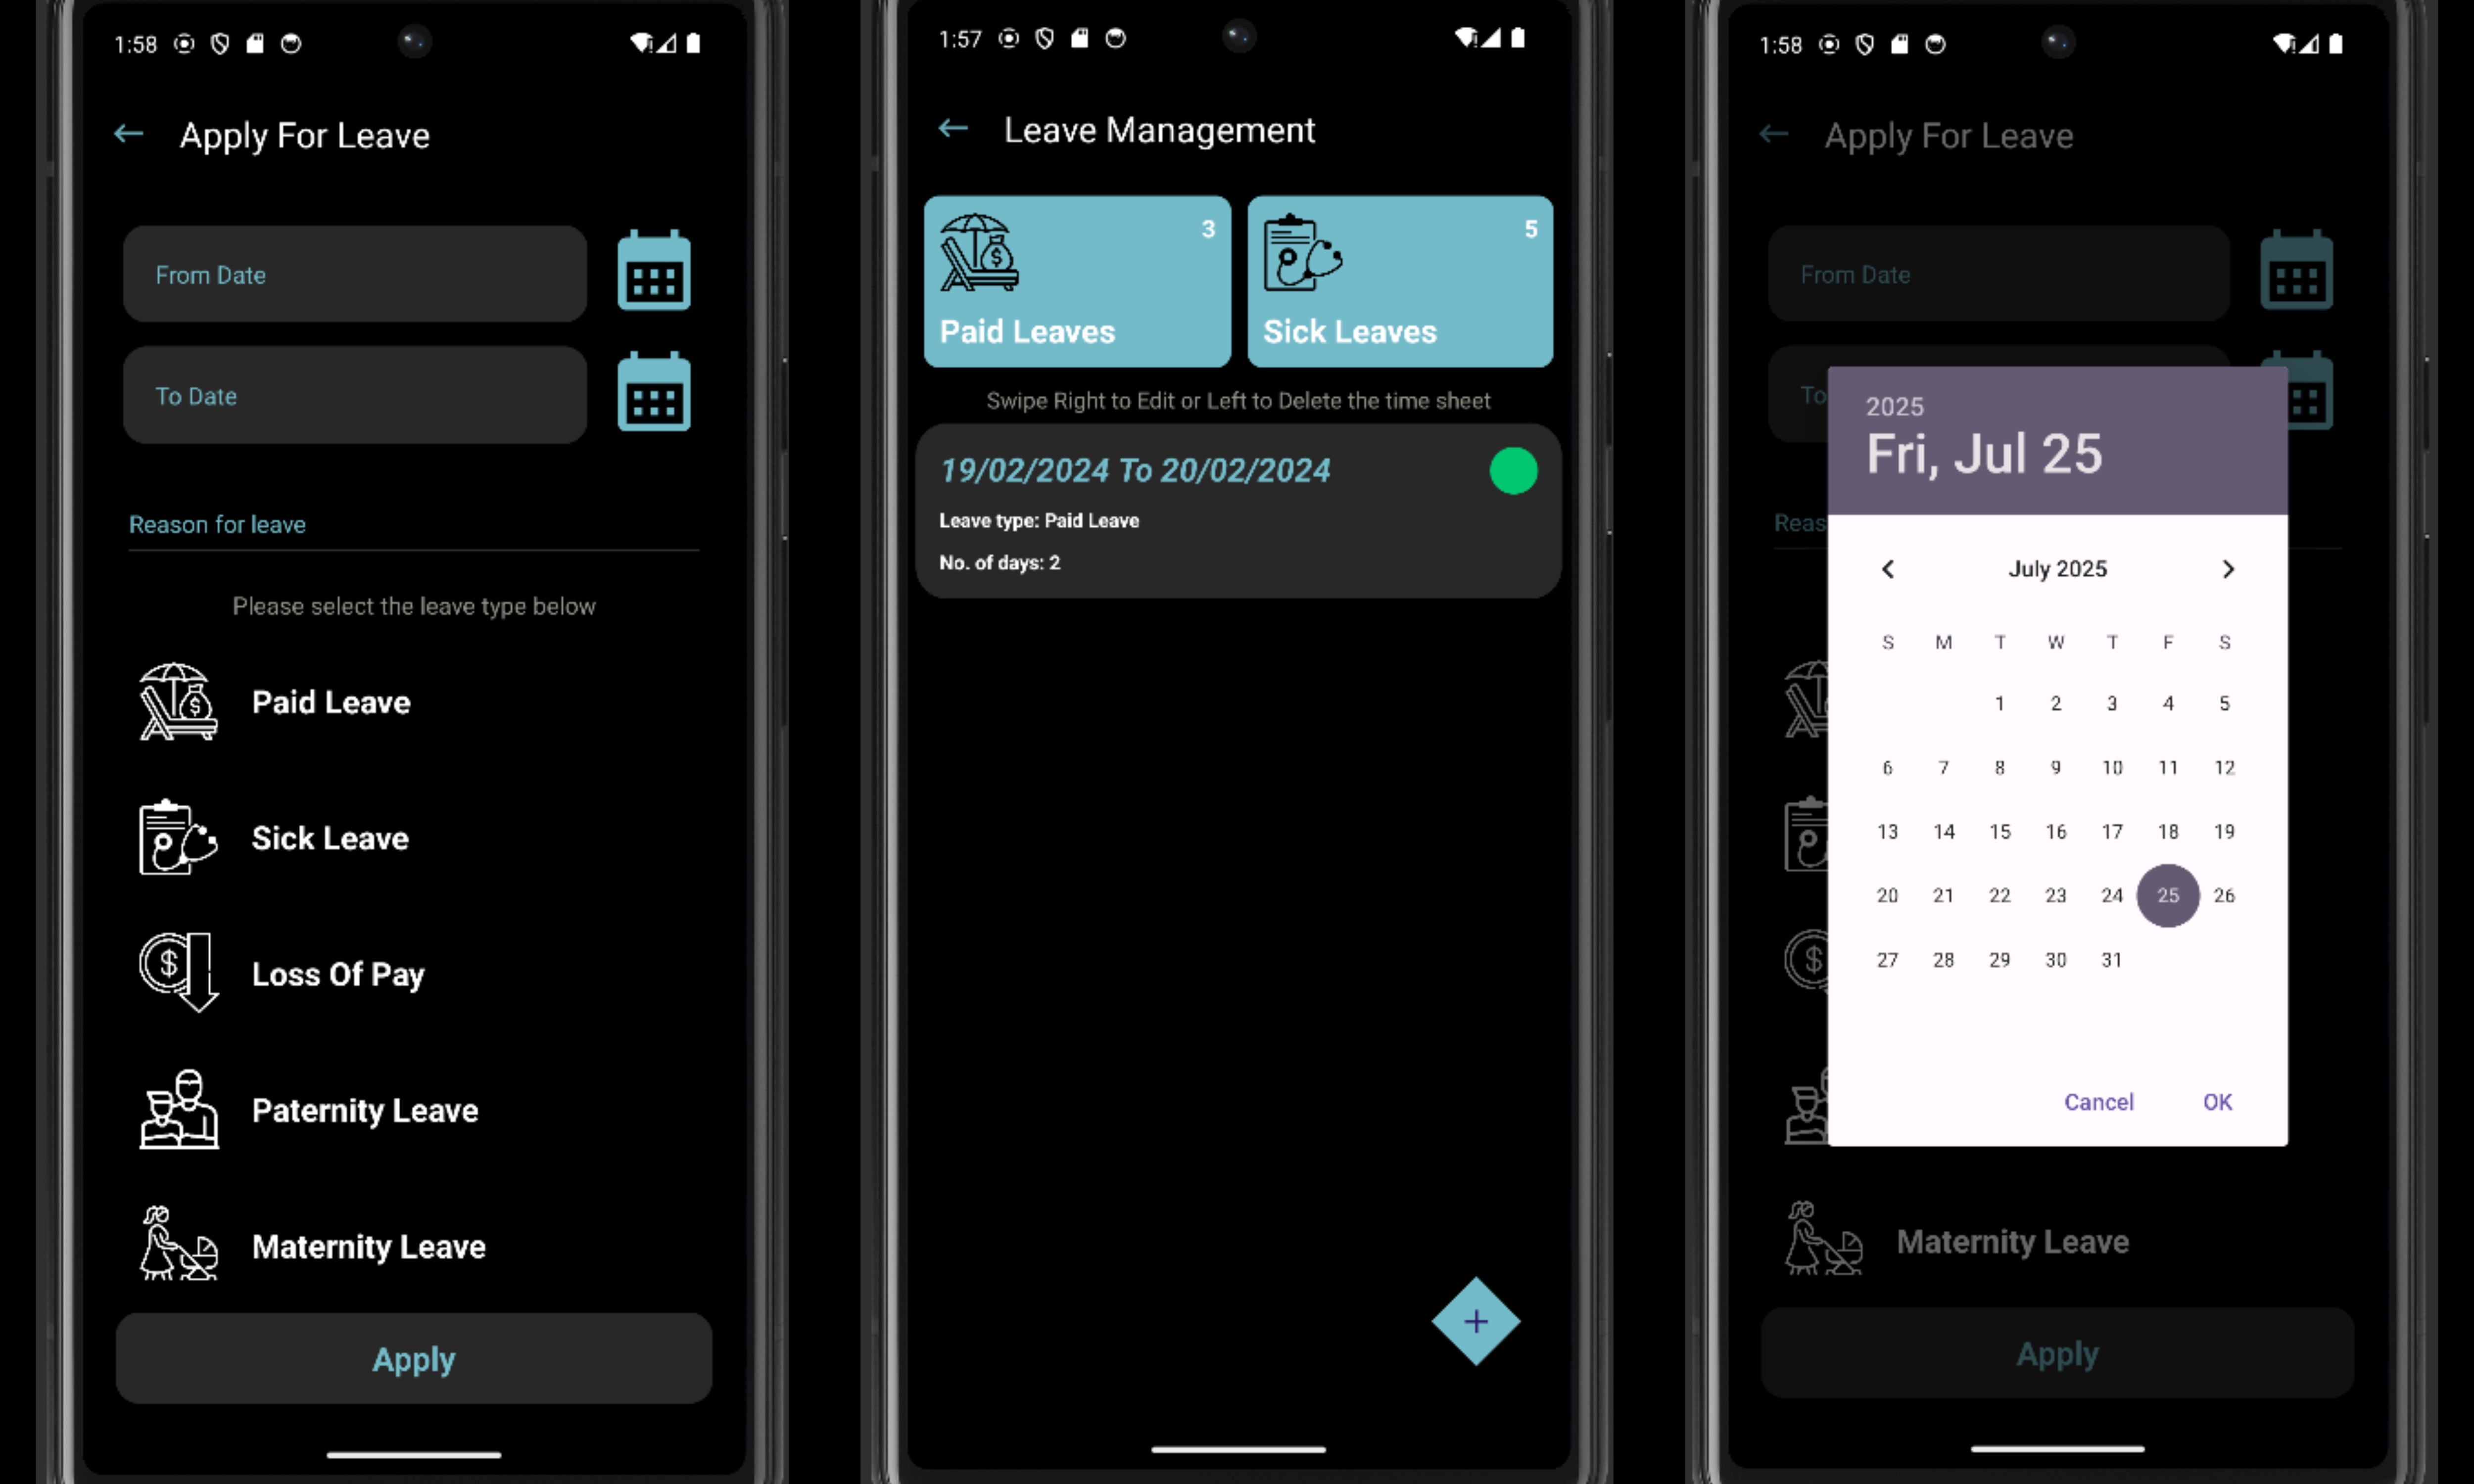 1:58
Apply For Leave
From Date
To Date
Reason for leave
Please select the leave type below
Paid Leave
$
Sick Leave
$
Loss Of Pay
Paternity Leave
Maternity Leave
Apply
1:57
Leave Management
$
3
Paid Leaves
5
Sick Leaves
Swipe Right to Edit or Left to Delete the time sheet
19/02/2024 To 20/02/2024
Leave type: Paid Leave
No. of days: 2
+
1:58
Apply For Leave
From Date
To
Reas
$
Maternity Leave
Apply
2025
Fri, Jul 25
July 2025
S M T W T F S
1 2 3 4 5
6 7 8 9 10 11 12
13 14 15 16 17 18 19
20 21 22 23 24 25 26
27 28 29 30 31
Cancel OK